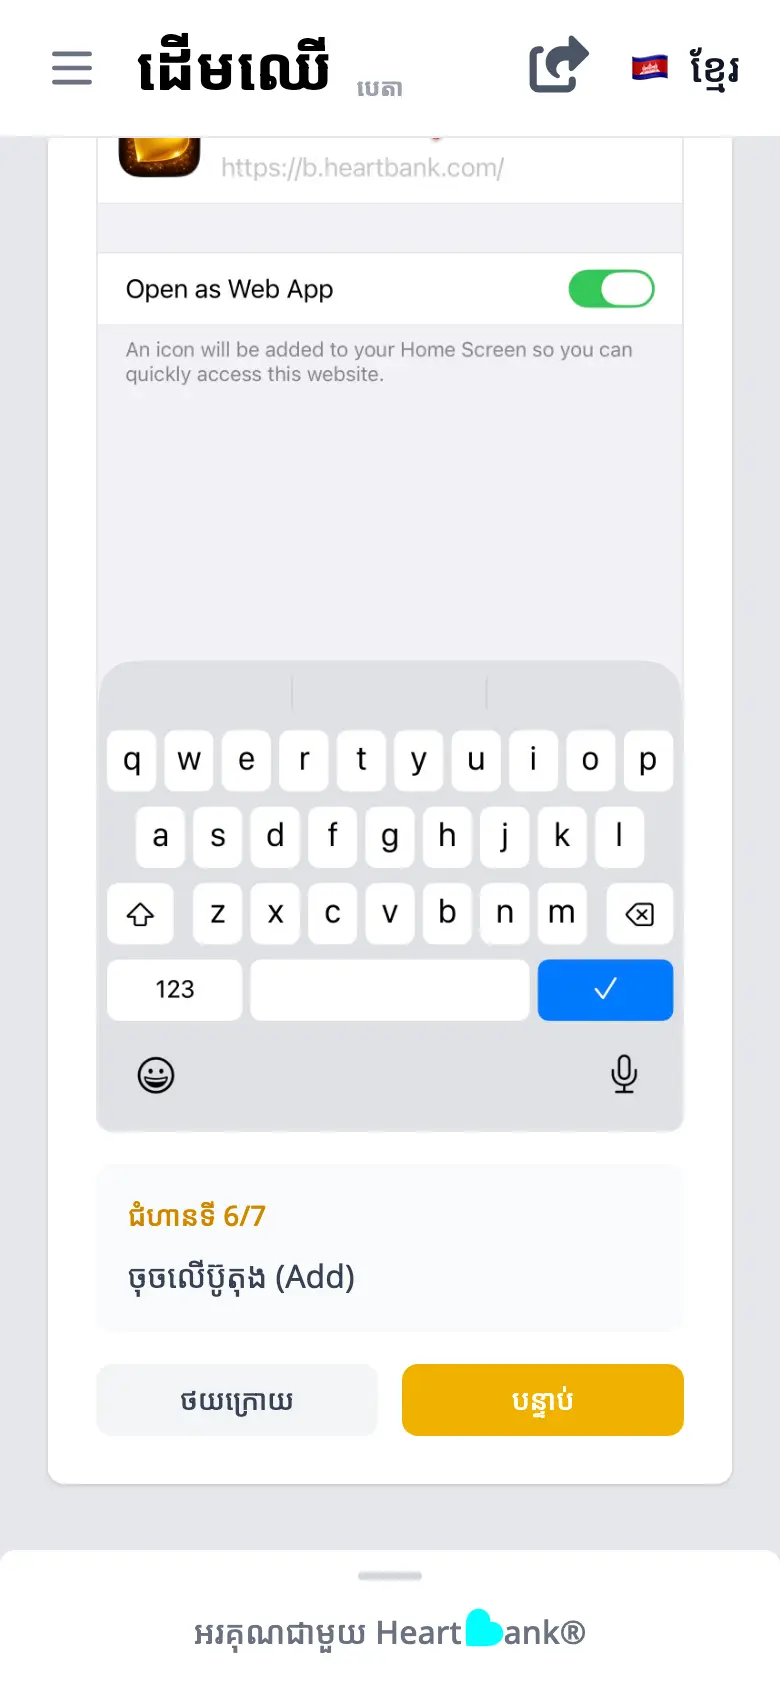 ដើមឈើ បេតា 🇰🇭 ខ្មែរ
https://b.heartbank.com/
Open as Web App
An icon will be added to your Home Screen so you can
quickly access this website.
q w e r t y u i o p
a s d f g h j k l
z x c v b n m
123
ជំហានទី 6/7
ចុចលើប៊ូតុង (Add)
ថយក្រោយ បន្ទាប់
អរគុណជាមួយ Heartbank®